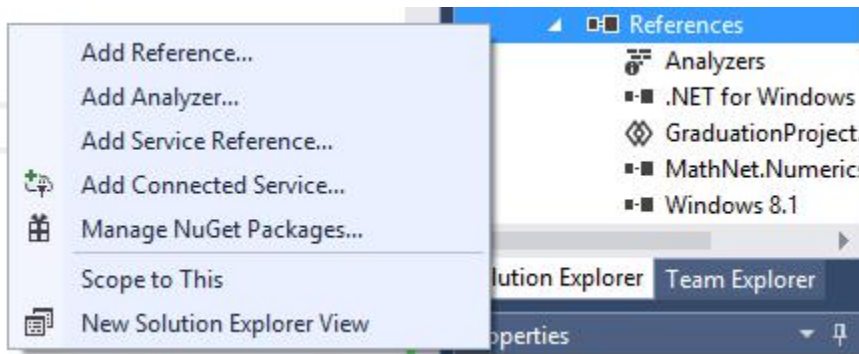 Add Reference...
Add Analyzer...
Add Service Reference...
Add Connected Service...
Manage NuGet Packages...
Scope to This
New Solution Explorer View
References
Analyzers
.NET for Windows
GraduationProject
MathNet.Numerics
Windows 8.1
lution Explorer
Team Explorer
operties